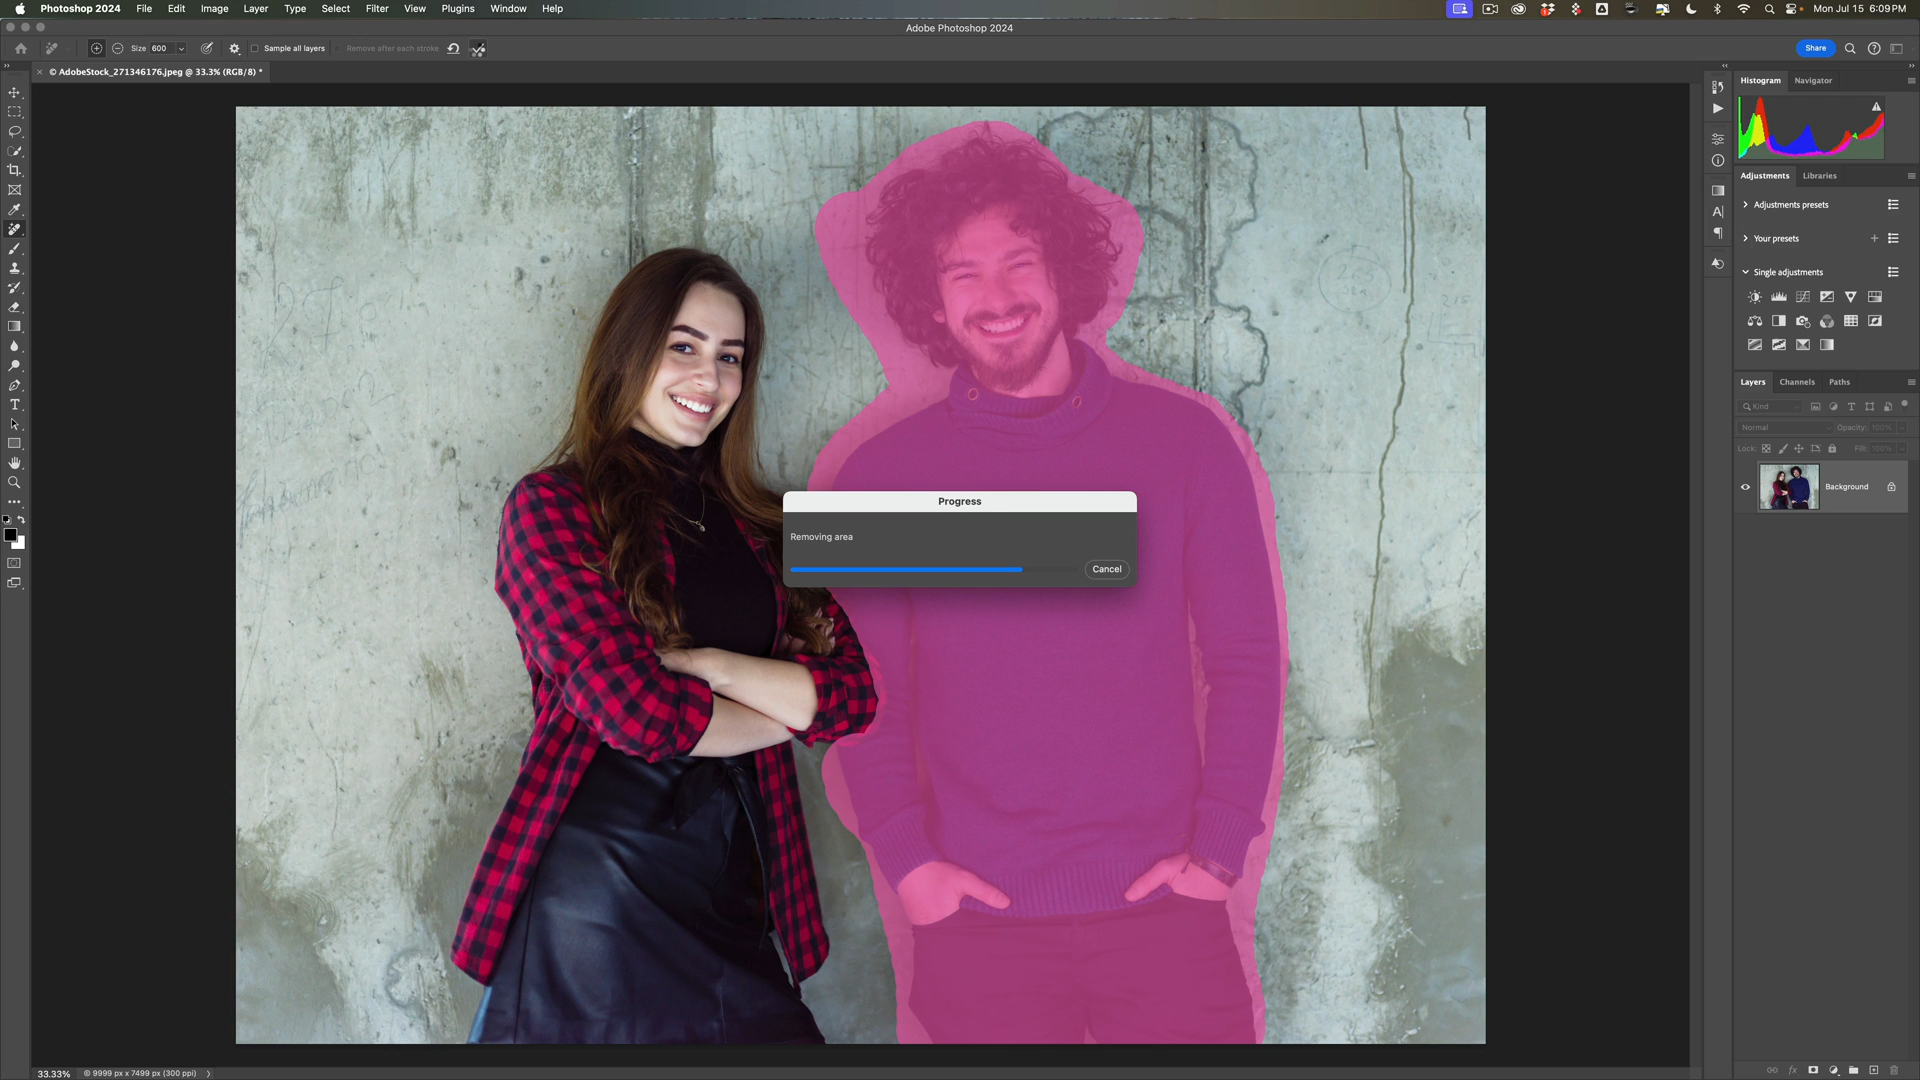 Photoshop 2024 File Edit Image Layer Type Select Filter View Plugins Window Help Mon Jul 15 6:09 PM
Adobe Photoshop 2024
Size 600 Sample all layers Remove after each stroke Share
× © AdobeStock_271346176.jpeg @ 33.3% (RGB/8) *
Histogram Navigator
Adjustments Libraries
Adjustments presets
Your presets
Single adjustments
Layers Channels Paths
Kind
Normal Opacity: 100%
Lock: Fill: 100%
Background
Progress
Removing area
Cancel
33.33% 9999 px x 7499 px (300 ppi)